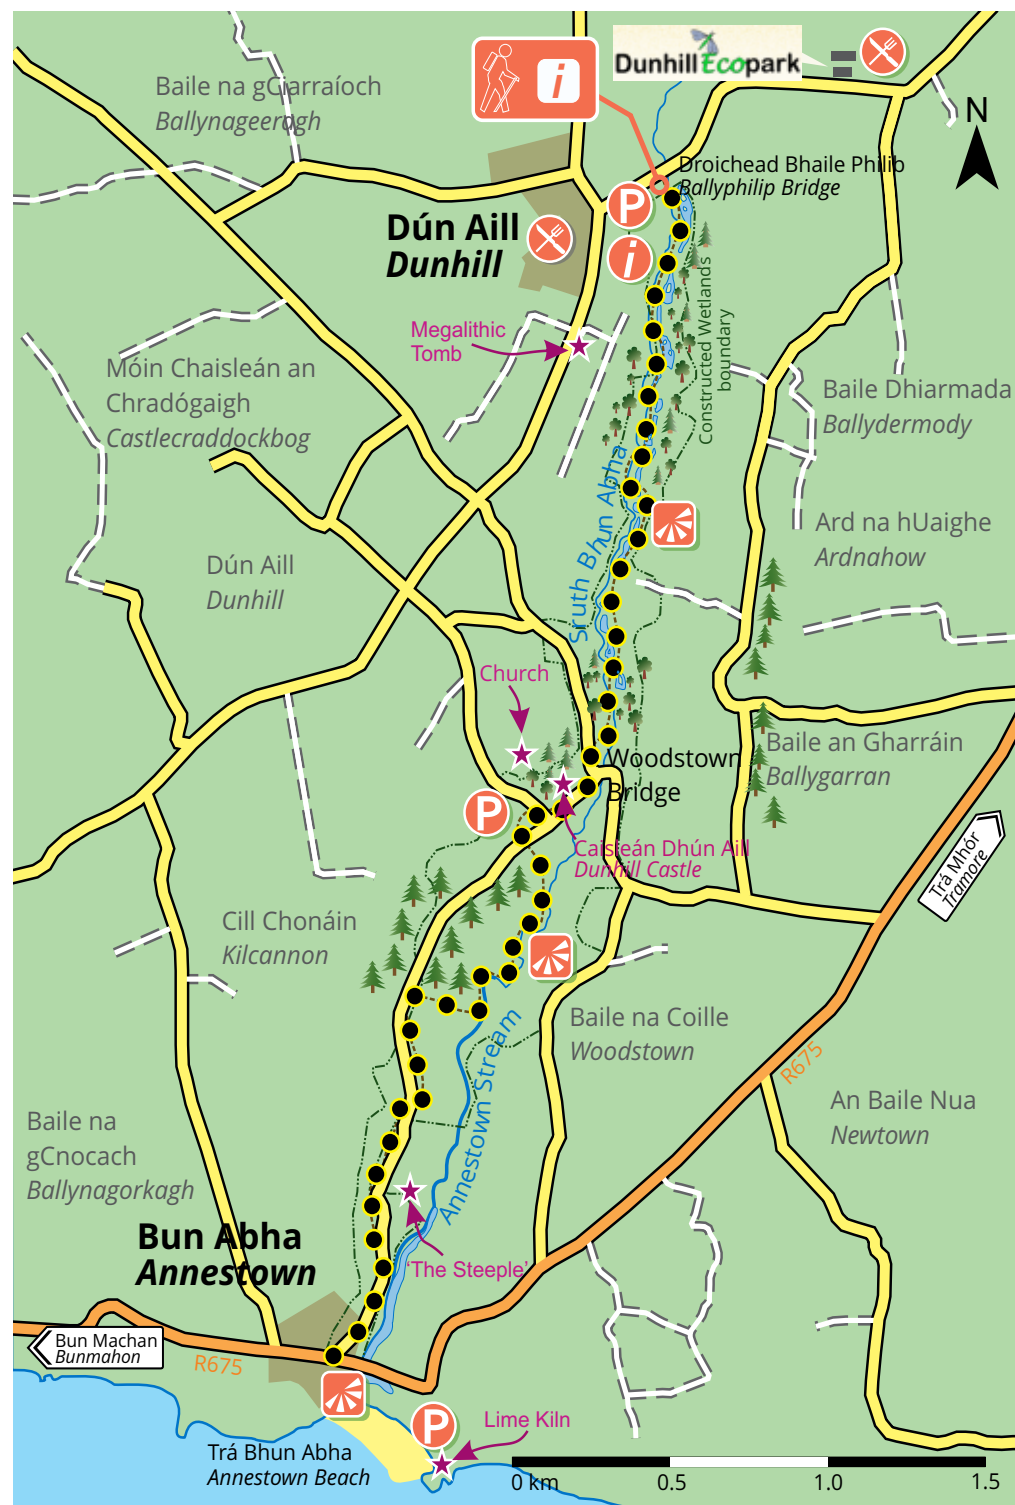 Dunhill Ecopark
i
N
Baile na gCiarraíoch
Ballynageeragh
Droichead Bhaile Philib
Ballyphilip Bridge
P
i
Dún Aill
Dunhill
Constructed Wetlands
boundary
Megalithic
Tomb
Móin Chaisleán an
Chradógaigh
Castlecraddockbog
Baile Dhiarmada
Ballydermody
Sruth Bhun Abha
Ard na hUaighe
Ardnahow
Dún Aill
Dunhill
Church
Woodstown
Bridge
Baile an Gharráin
Ballygarran
P
Caisleán Dhún Aill
Dunhill Castle
Trá Mhór
Tramore
Cill Chonáin
Kilcannon
Baile na Coille
Woodstown
R675
Annestown Stream
An Baile Nua
Newtown
Baile na
gCnocach
Ballynagorkagh
Bun Abha
Annestown
'The Steeple'
Bun Machan
Bunmahon
R675
P
Lime Kiln
Trá Bhun Abha
Annestown Beach
0 km
0.5
1.0
1.5